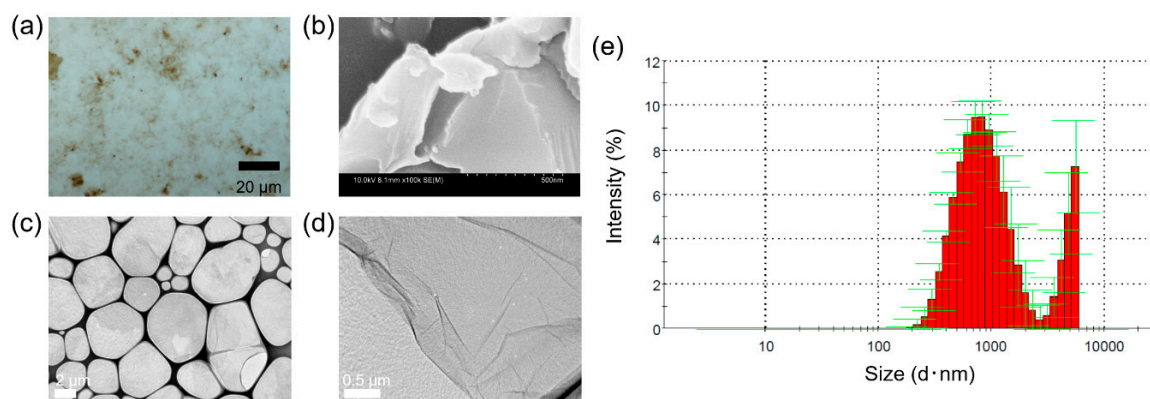 (a)
20 μm
(b)
10.0kV 8.1mm x100k SE(M)
500nm
(c)
2 μm
(d)
0.5 μm
(e)
Intensity (%)
12
10
8
6
4
2
0
10
100
1000
10000
Size (d·nm)